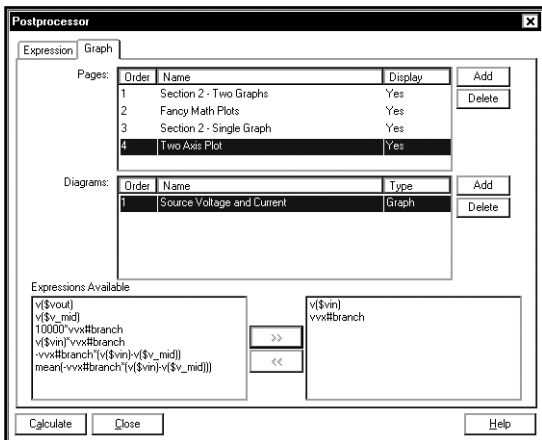 Postprocessor
Expression Graph
Pages:
Order Name Display
1 Section 2 - Two Graphs Yes
2 Fancy Math Plots Yes
3 Section 2 - Single Graph Yes
4 Two Axis Plot Yes
Add
Delete
Diagrams:
Order Name Type
1 Source Voltage and Current Graph
Add
Delete
Expressions Available
v($vout)
v($v_mid)
10000*vvx#branch
v($vin)*vvx#branch
-vvx#branch*(v($vin)-v($v_mid))
mean(-vvx#branch*(v($vin)-v($v_mid)))
>>
<<
v($vin)
vvx#branch
Calculate Close Help